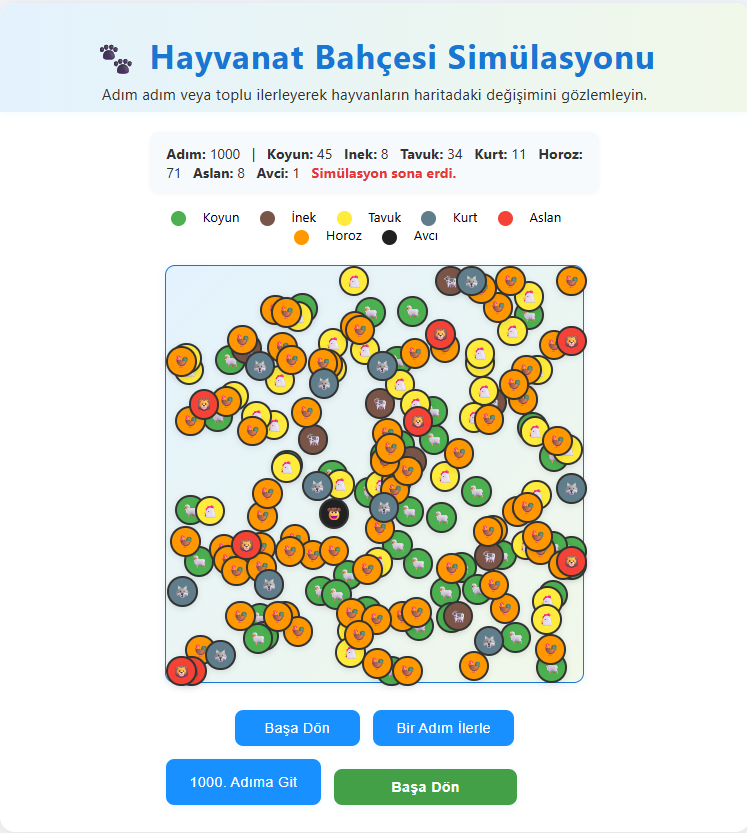 Hayvanat Bahçesi Simülasyonu
Adım adım veya toplu ilerleyerek hayvanların haritadaki değişimini gözlemleyin.
Adım: 1000 | Koyun: 45 Inek: 8 Tavuk: 34 Kurt: 11 Horoz:
71 Aslan: 8 Avci: 1 Simülasyon sona erdi.
Koyun İnek Tavuk Kurt Aslan
Horoz Avcı
Başa Dön Bir Adım İlerle
1000. Adıma Git Başa Dön